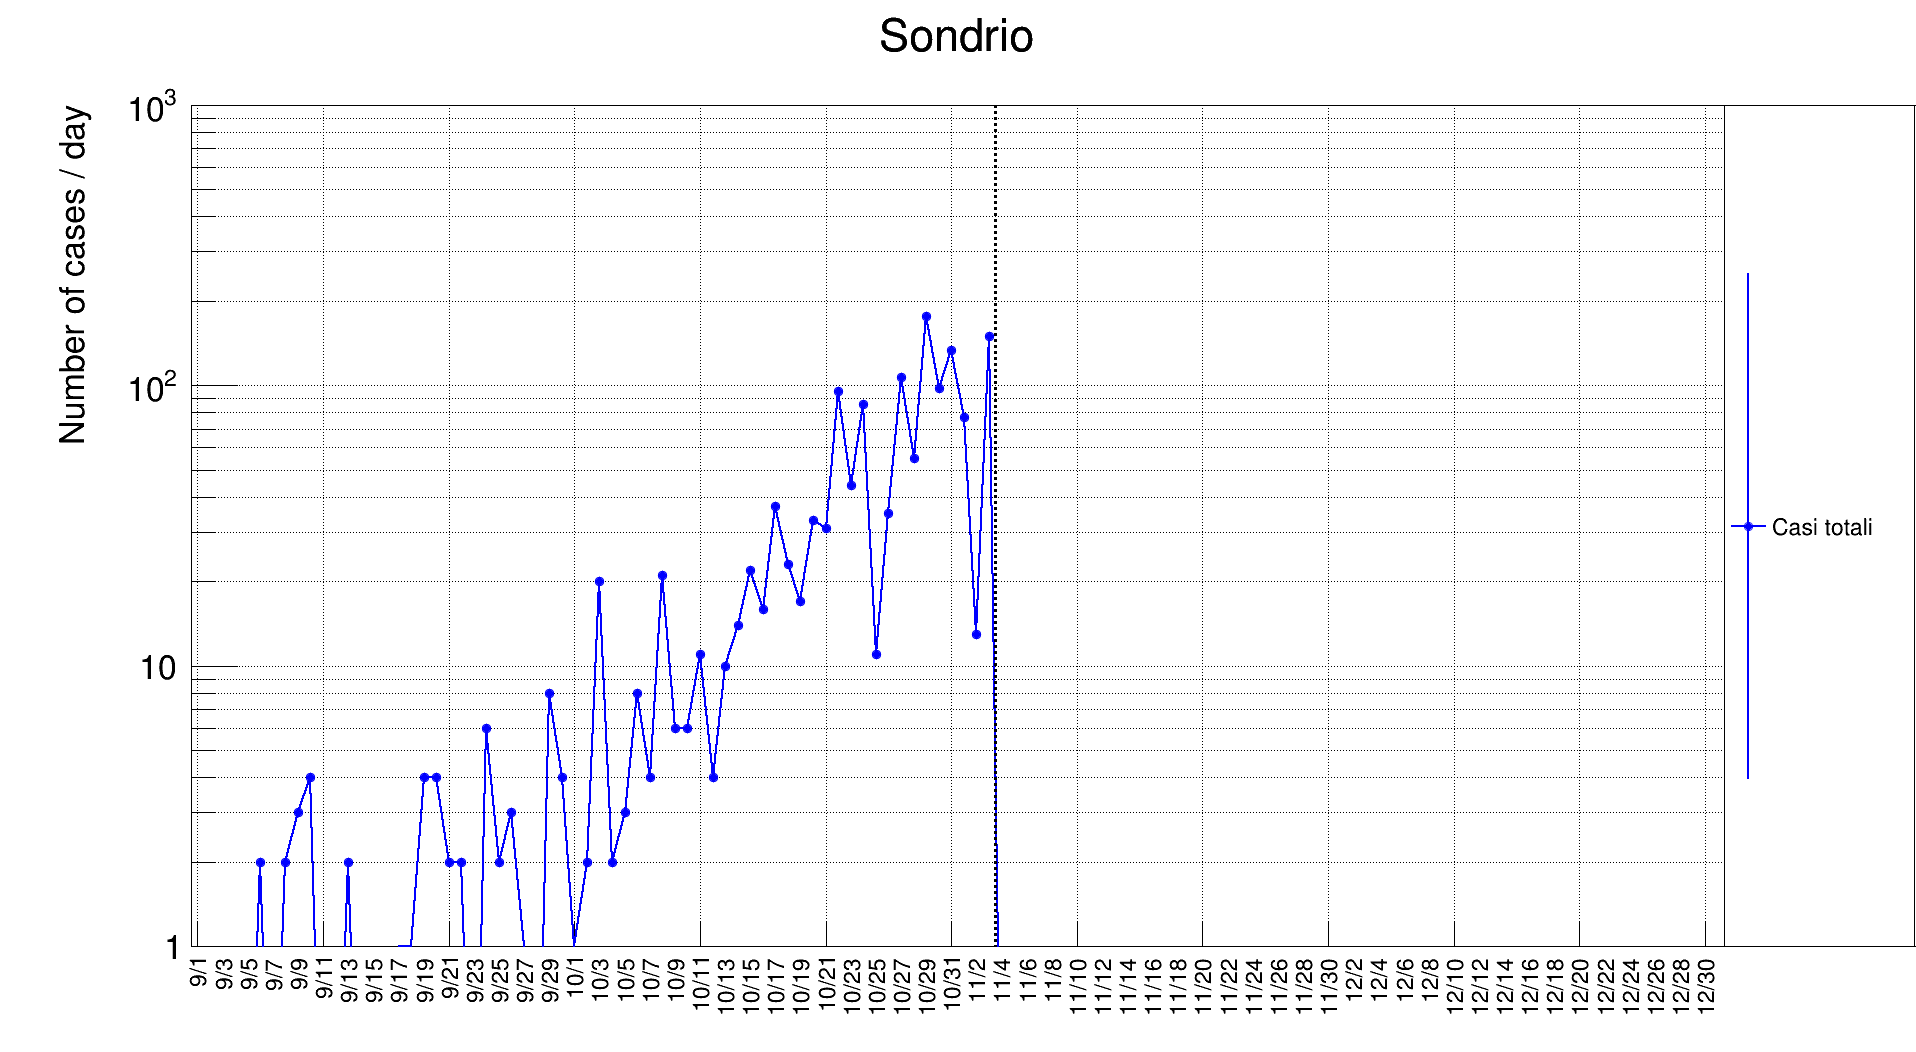 Sondrio
Number of cases / day
10³
10²
10
1
9/1 9/3 9/5 9/7 9/9 9/11 9/13 9/15 9/17 9/19 9/21 9/23 9/25 9/27 9/29 10/1 10/3 10/5 10/7 10/9 10/11 10/13 10/15 10/17 10/19 10/21 10/23 10/25 10/27 10/29 10/31 11/2 11/4 11/6 11/8 11/10 11/12 11/14 11/16 11/18 11/20 11/22 11/24 11/26 11/28 11/30 12/2 12/4 12/6 12/8 12/10 12/12 12/14 12/16 12/18 12/20 12/22 12/24 12/26 12/28 12/30
Casi totali